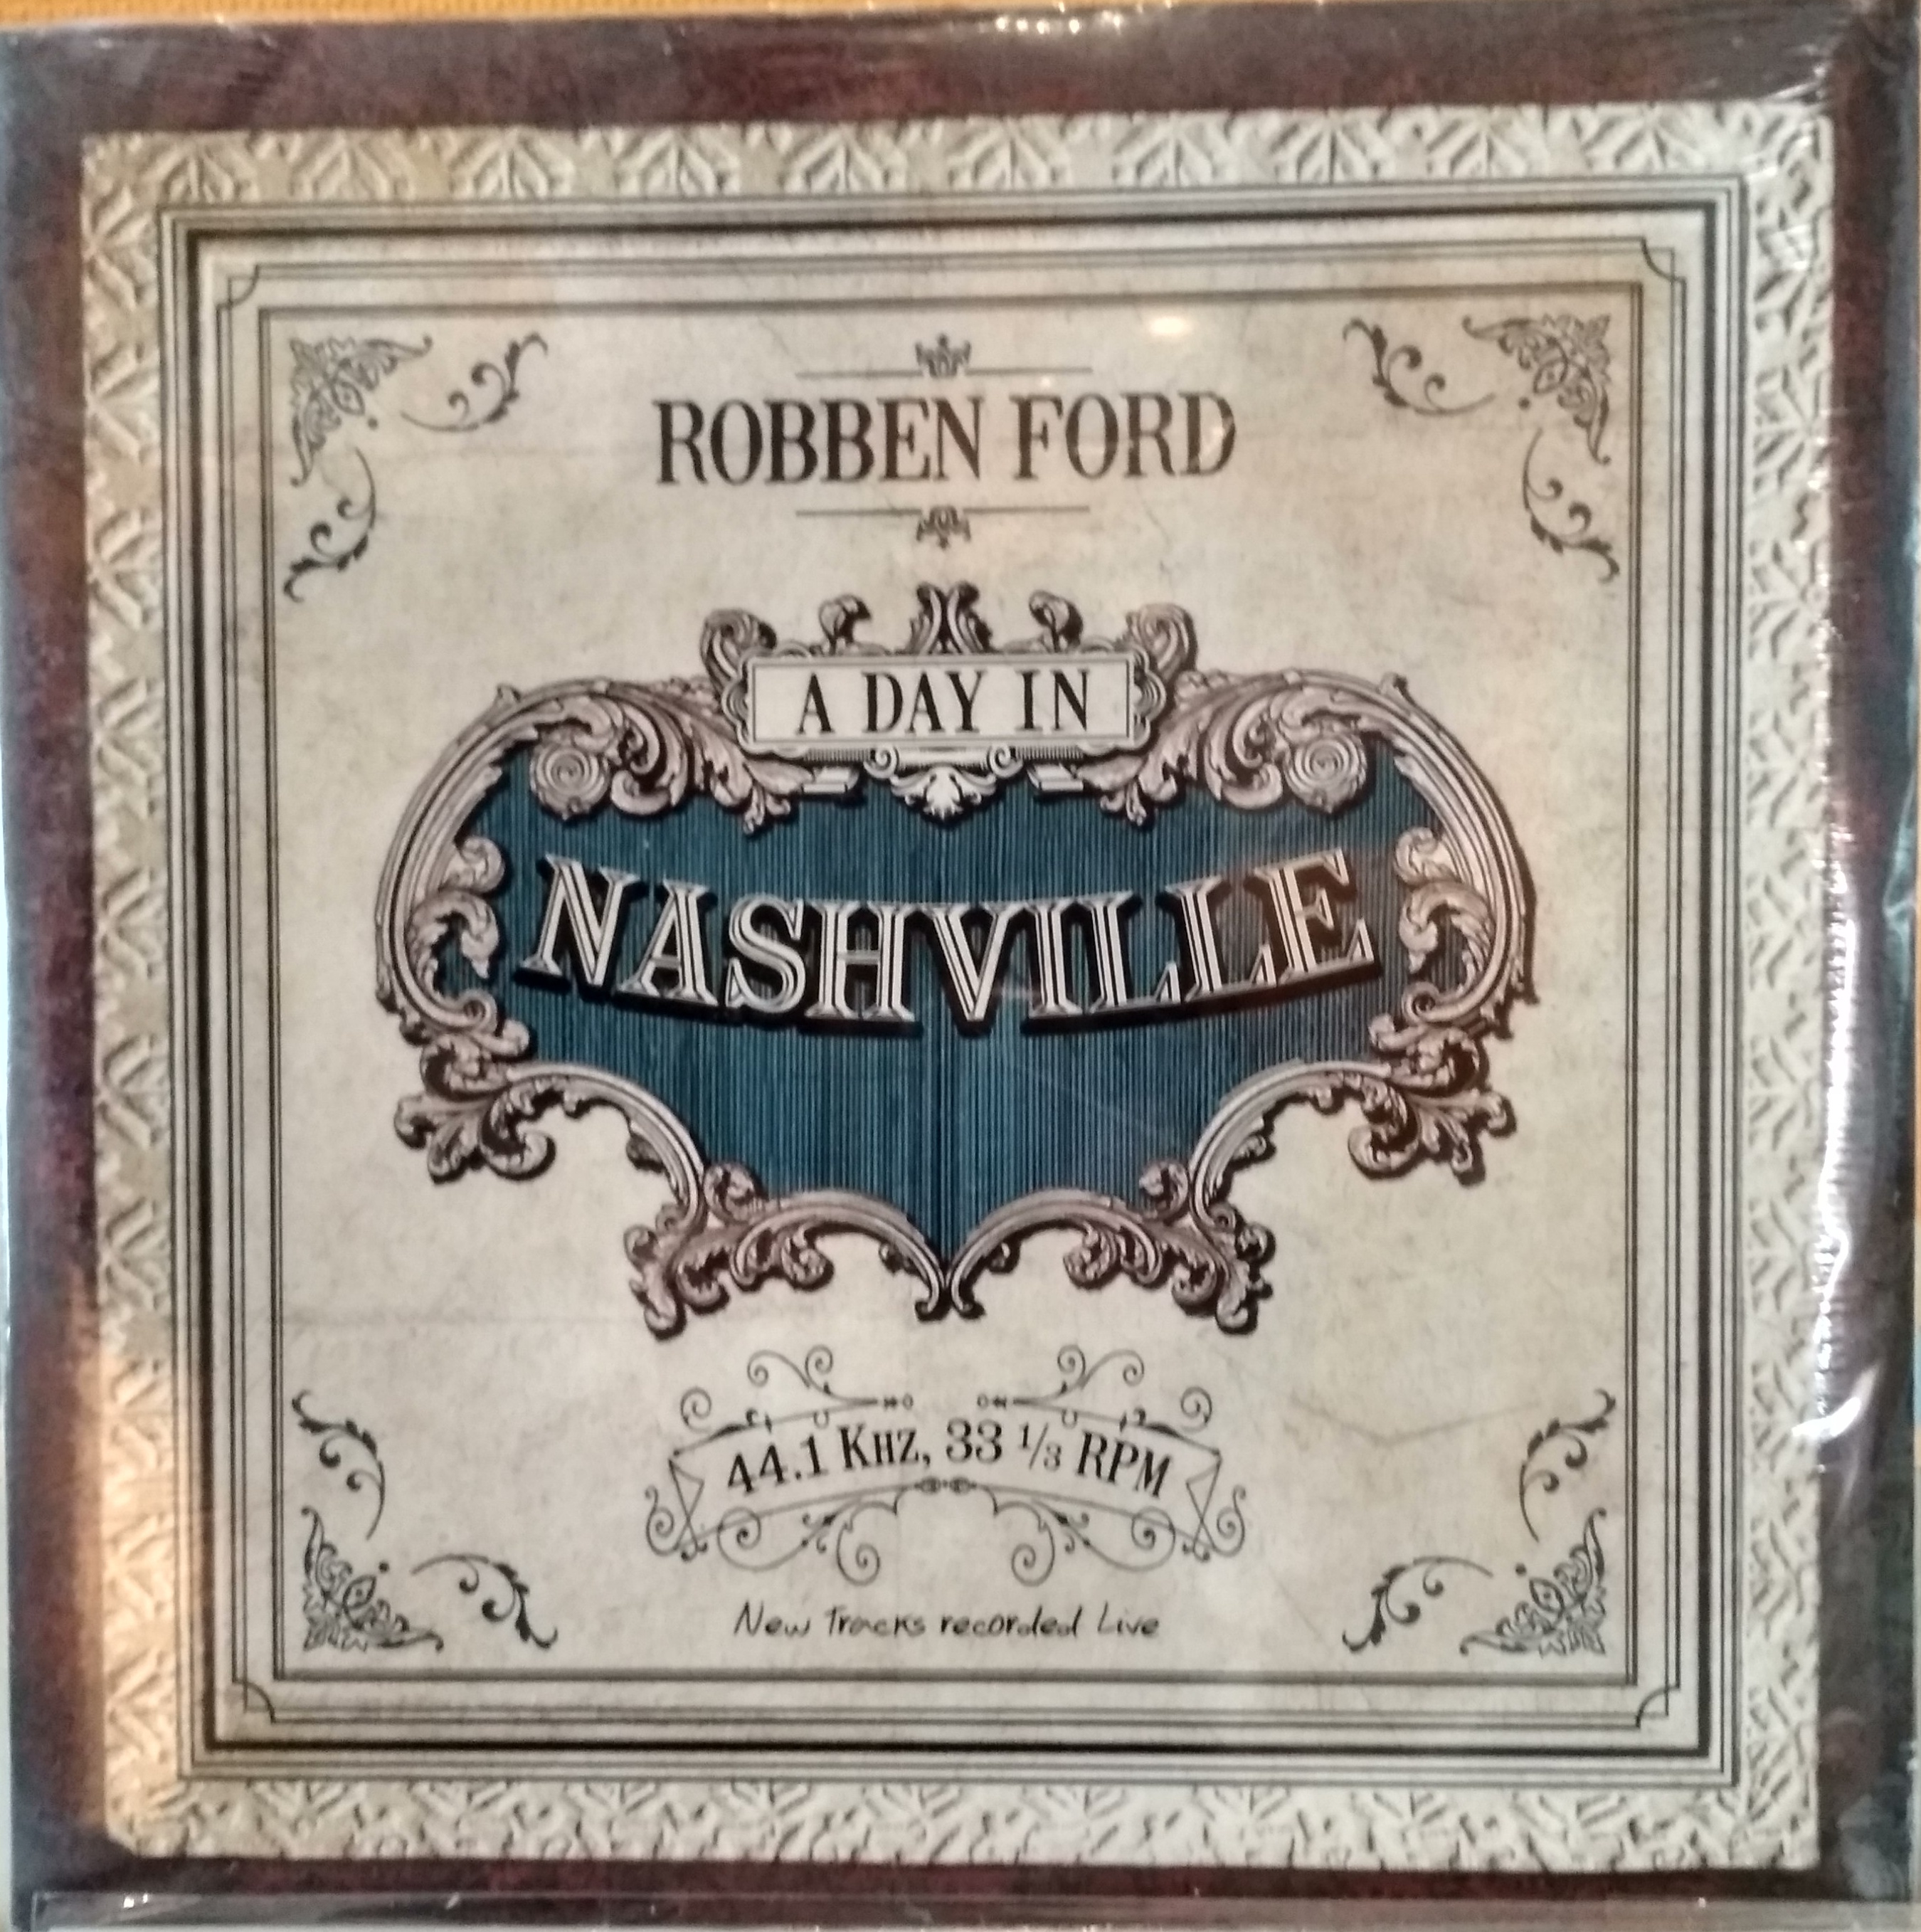 ROBBEN FORD
A DAY IN
NASHVILLE
44.1 KHZ, 33 1/3 RPM
New Tracks recorded Live